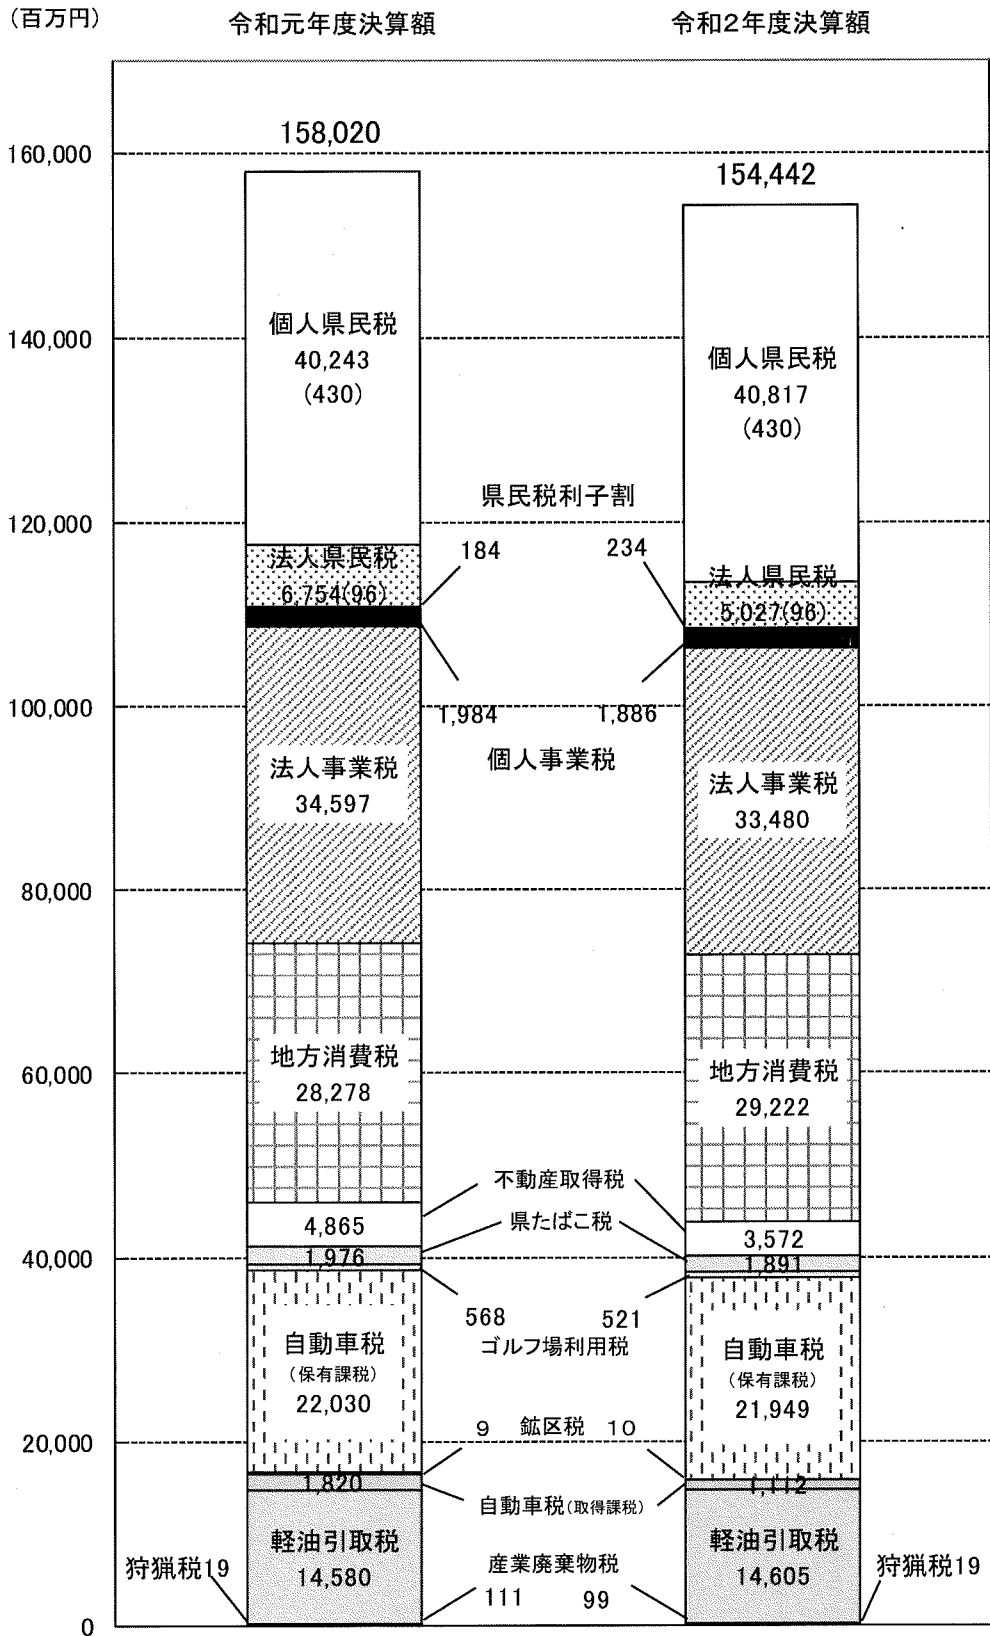 (百万円)
令和元年度決算額
令和2年度決算額
158,020
154,442
160,000
140,000
120,000
100,000
80,000
60,000
40,000
20,000
0
個人県民税
40,243
(430)
法人県民税
6,754(96)
法人事業税
34,597
地方消費税
28,278
4,865
1,976
自動車税
(保有課税)
22,030
1,820
軽油引取税
14,580
狩猟税19
県民税利子割
184
234
1,984
1,886
個人事業税
不動産取得税
県たばこ税
568
521
ゴルフ場利用税
9 鉱区税 10
自動車税(取得課税)
産業廃棄物税
111
99
個人県民税
40,817
(430)
法人県民税
5,027(96)
法人事業税
33,480
地方消費税
29,222
3,572
1,891
自動車税
(保有課税)
21,949
1,112
軽油引取税
14,605
狩猟税19